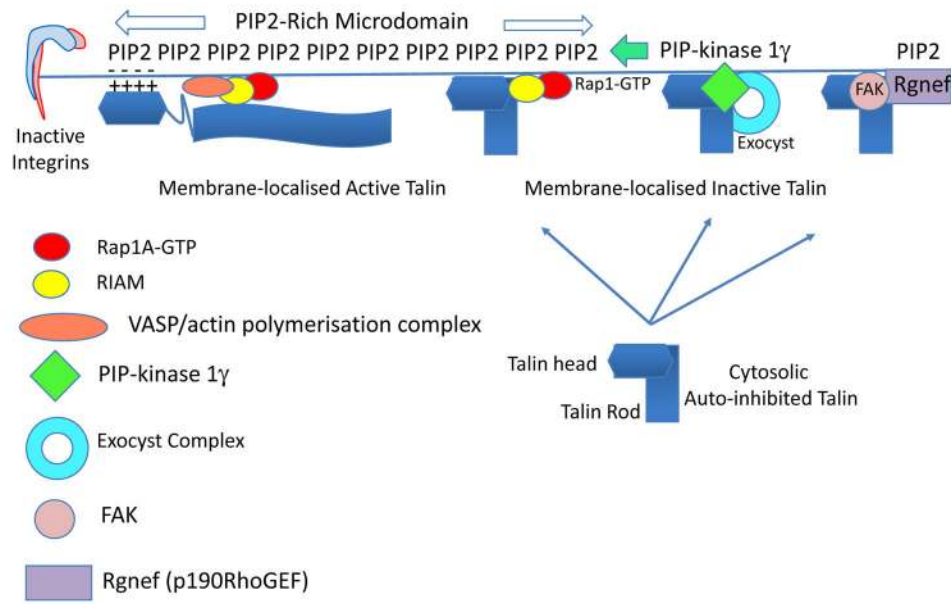 PIP2-Rich Microdomain
PIP2 PIP2 PIP2 PIP2 PIP2 PIP2 PIP2 PIP2 PIP2 PIP2
PIP-kinase 1γ
PIP2
- - - -
++++
Rap1-GTP
FAK
Rgnef
Exocyst
Inactive
Integrins
Membrane-localised Active Talin
Membrane-localised Inactive Talin
Rap1A-GTP
RIAM
VASP/actin polymerisation complex
PIP-kinase 1γ
Exocyst Complex
FAK
Rgnef (p190RhoGEF)
Talin head
Talin Rod
Cytosolic
Auto-inhibited Talin